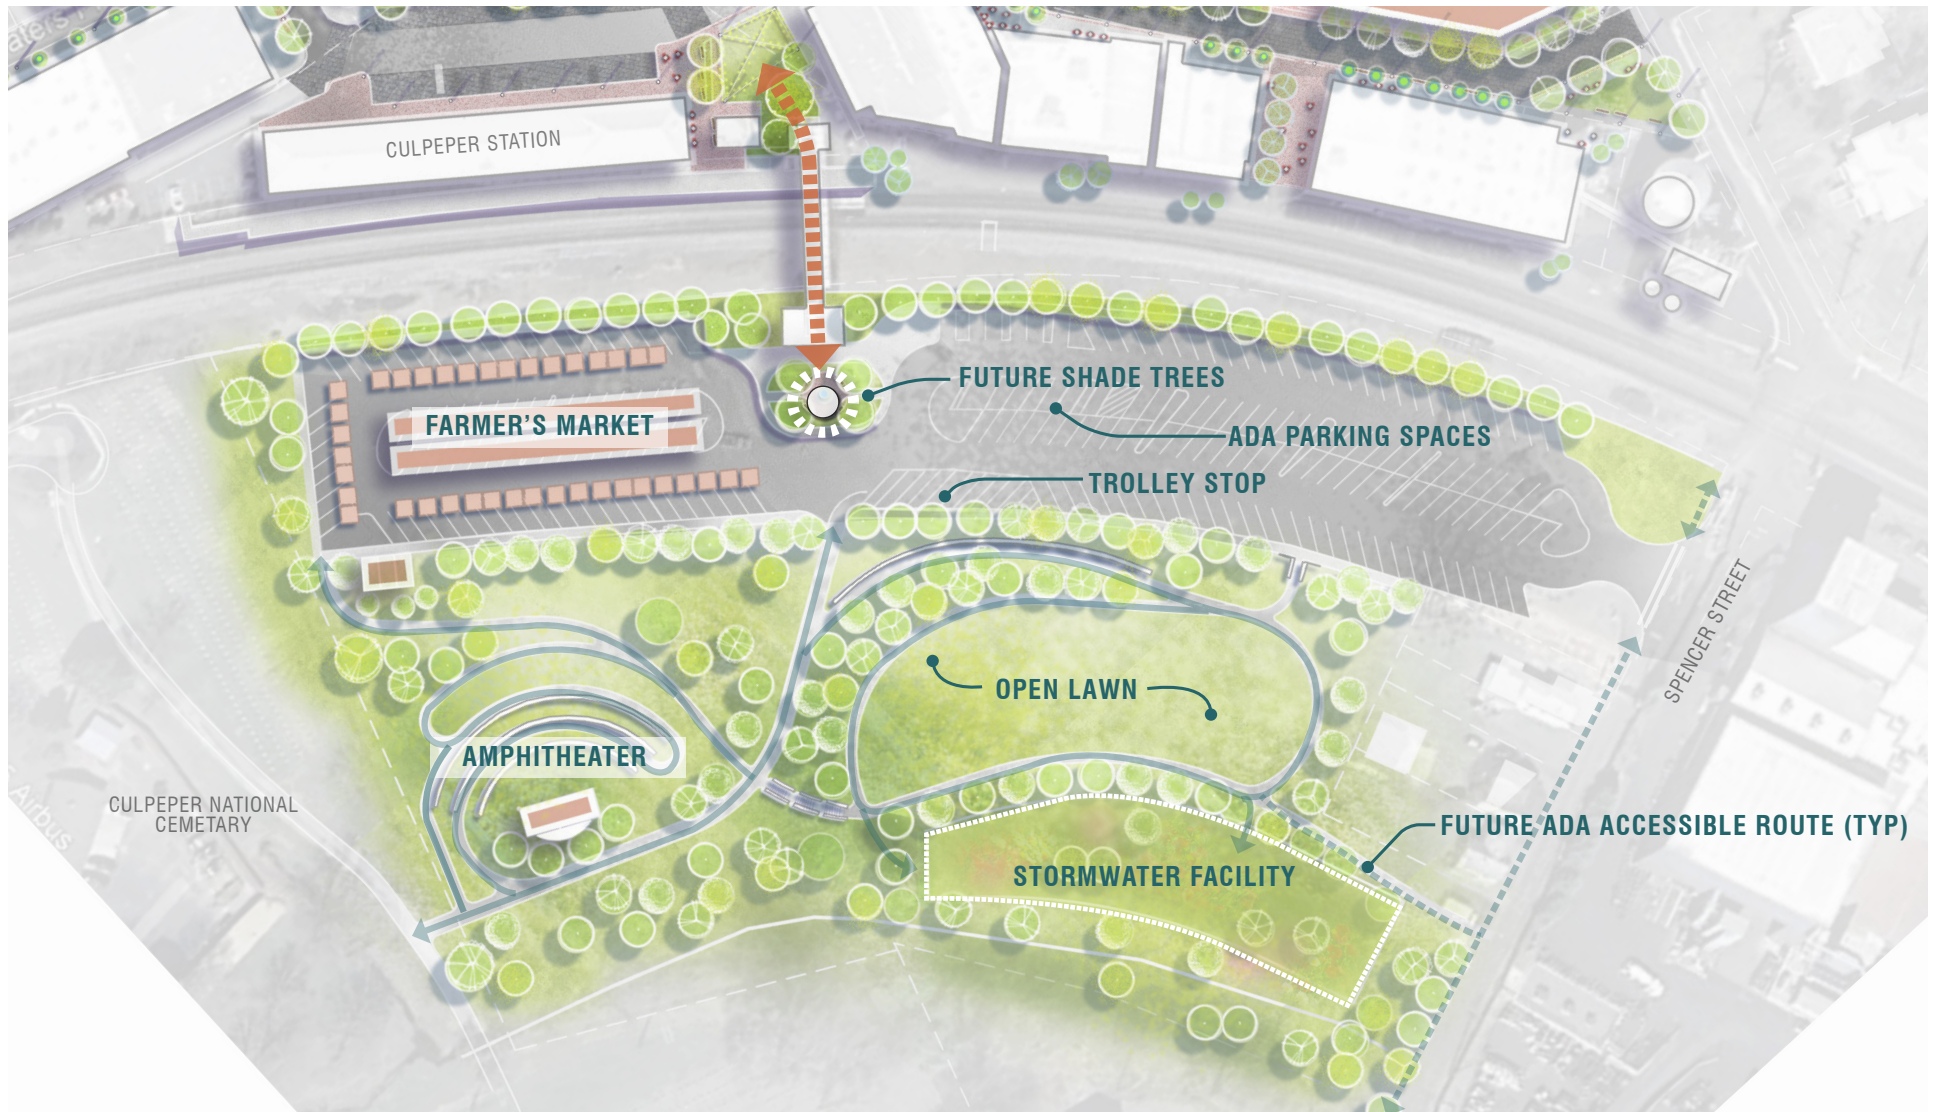 CULPEPER STATION
FUTURE SHADE TREES
FARMER'S MARKET
ADA PARKING SPACES
TROLLEY STOP
SPENCER STREET
OPEN LAWN
AMPHITHEATER
CULPEPER NATIONAL
CEMETARY
Airbus
FUTURE ADA ACCESSIBLE ROUTE (TYP)
STORMWATER FACILITY